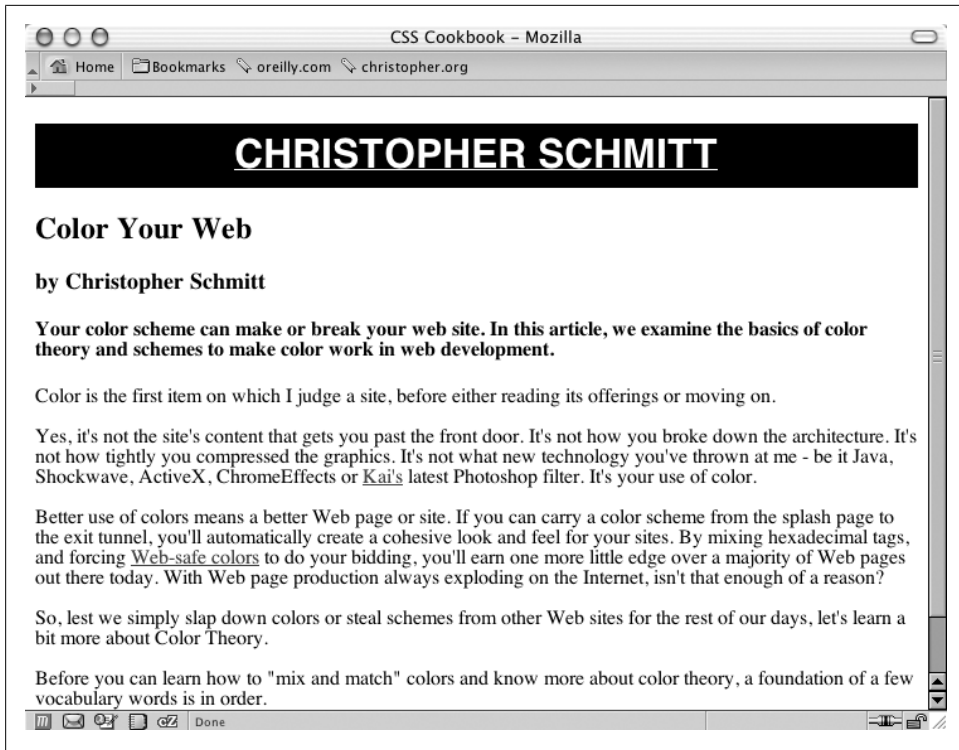 CSS Cookbook – Mozilla
Home Bookmarks oreilly.com christopher.org
CHRISTOPHER SCHMITT
Color Your Web
by Christopher Schmitt
Your color scheme can make or break your web site. In this article, we examine the basics of color
theory and schemes to make color work in web development.
Color is the first item on which I judge a site, before either reading its offerings or moving on.
Yes, it's not the site's content that gets you past the front door. It's not how you broke down the architecture. It's
not how tightly you compressed the graphics. It's not what new technology you've thrown at me - be it Java,
Shockwave, ActiveX, ChromeEffects or Kai's latest Photoshop filter. It's your use of color.
Better use of colors means a better Web page or site. If you can carry a color scheme from the splash page to
the exit tunnel, you'll automatically create a cohesive look and feel for your sites. By mixing hexadecimal tags,
and forcing Web-safe colors to do your bidding, you'll earn one more little edge over a majority of Web pages
out there today. With Web page production always exploding on the Internet, isn't that enough of a reason?
So, lest we simply slap down colors or steal schemes from other Web sites for the rest of our days, let's learn a
bit more about Color Theory.
Before you can learn how to "mix and match" colors and know more about color theory, a foundation of a few
vocabulary words is in order.
Done